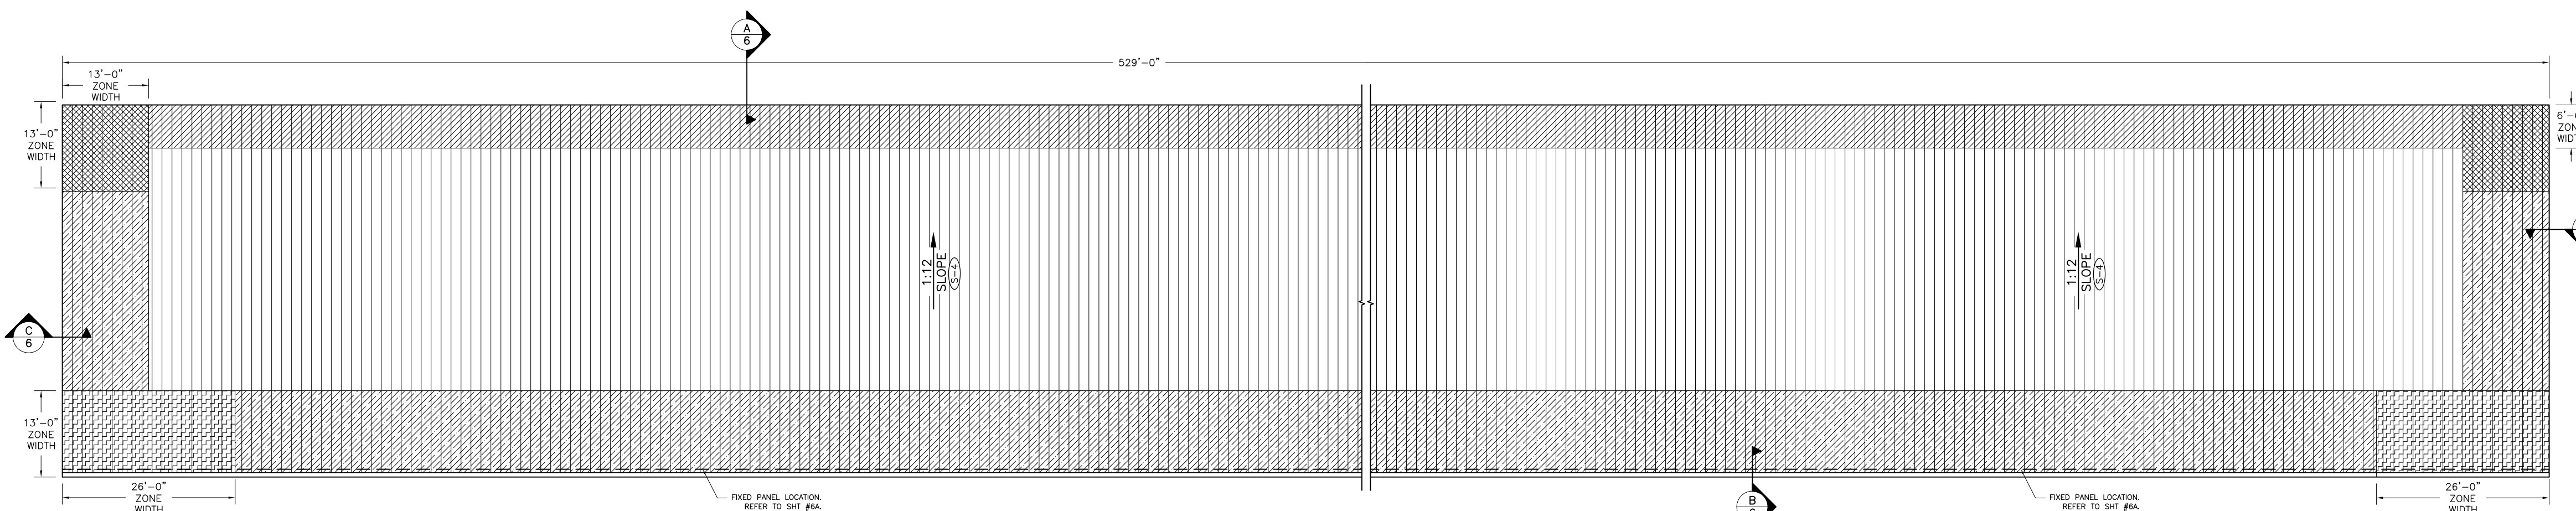 A
6
529'-0"
13'-0"
ZONE
WIDTH
13'-0"
ZONE
WIDTH
1:12
SLOPE
S-4
1:12
SLOPE
S-4
C
6
13'-0"
ZONE
WIDTH
26'-0"
ZONE
WIDTH
FIXED PANEL LOCATION.
REFER TO SHT #6A.
B
FIXED PANEL LOCATION.
REFER TO SHT #6A.
26'-0"
ZONE
WIDTH